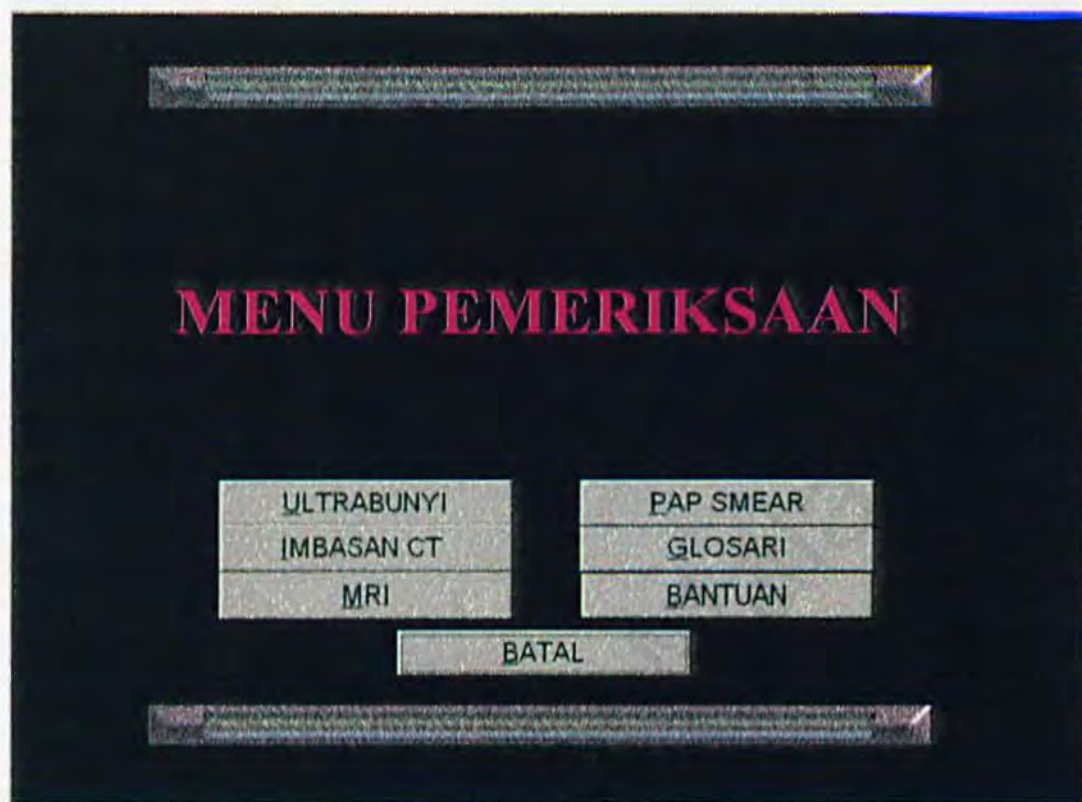 MENU PEMERIKSAAN
ULTRABUNYI
IMBASAN CT
MRI
PAP SMEAR
GLOSARI
BANTUAN
BATAL